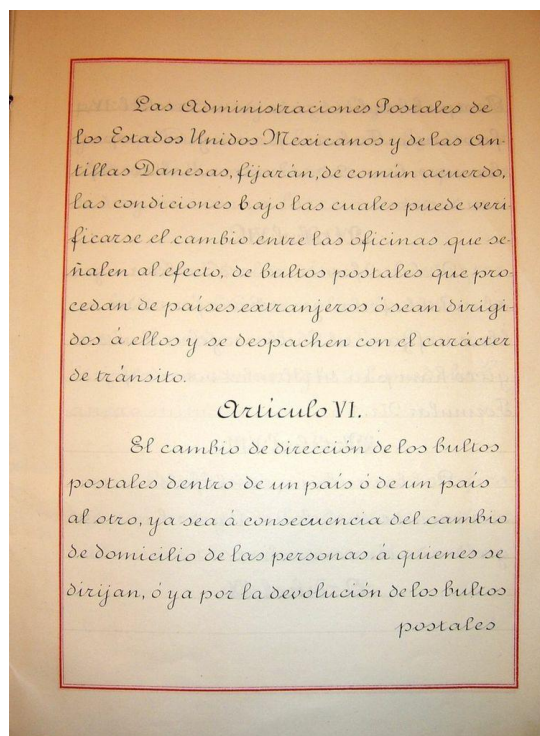 Las Administraciones Postales de
los Estados Unidos Mexicanos y de las An-
tillas Danesas, fijarán, de común acuerdo,
las condiciones bajo las cuales puede veri-
ficarse el cambio entre las oficinas que se-
ñalen al efecto, de bultos postales que pro-
cedan de países extranjeros ó sean dirigi-
dos á ellos y se despachen con el carácter
de tránsito.
Artículo VI.
El cambio de dirección de los bultos
postales dentro de un país ó de un país
al otro, ya sea á consecuencia del cambio
de domicilio de las personas á quienes se
dirijan, ó ya por la devolución de los bultos
postales